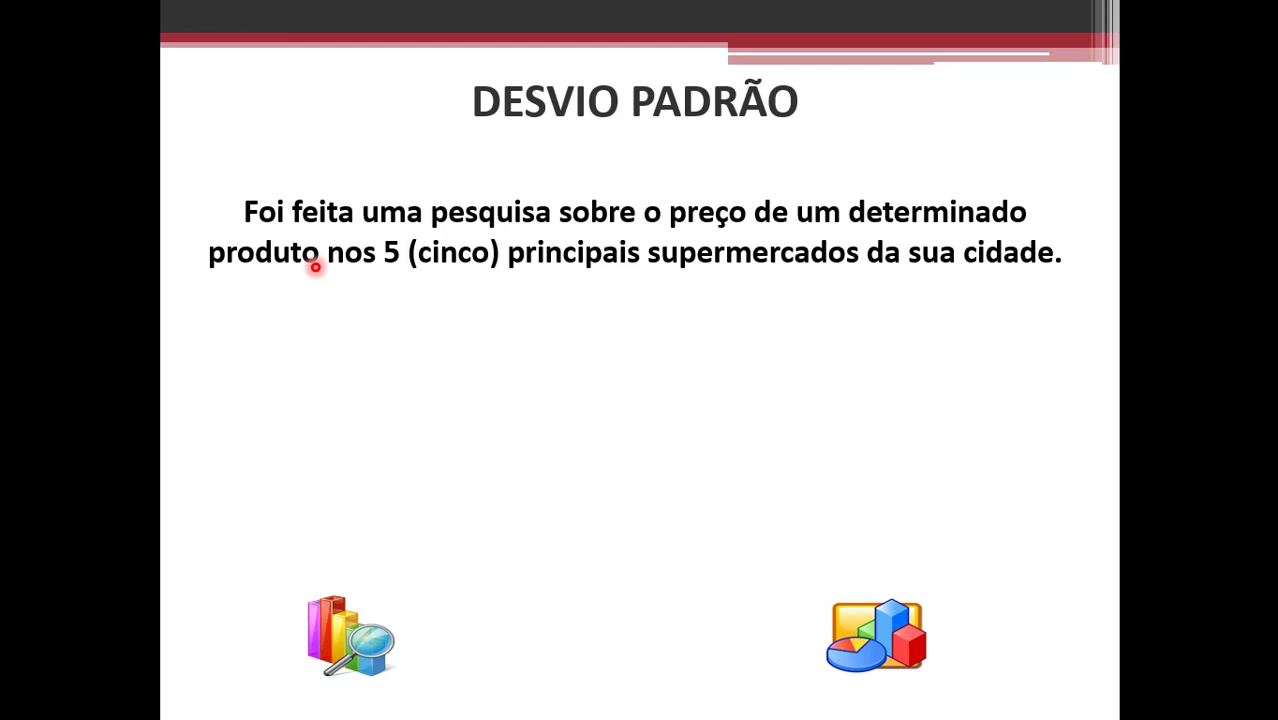 DESVIO PADRÃO
Foi feita uma pesquisa sobre o preço de um determinado
produto nos 5 (cinco) principais supermercados da sua cidade.